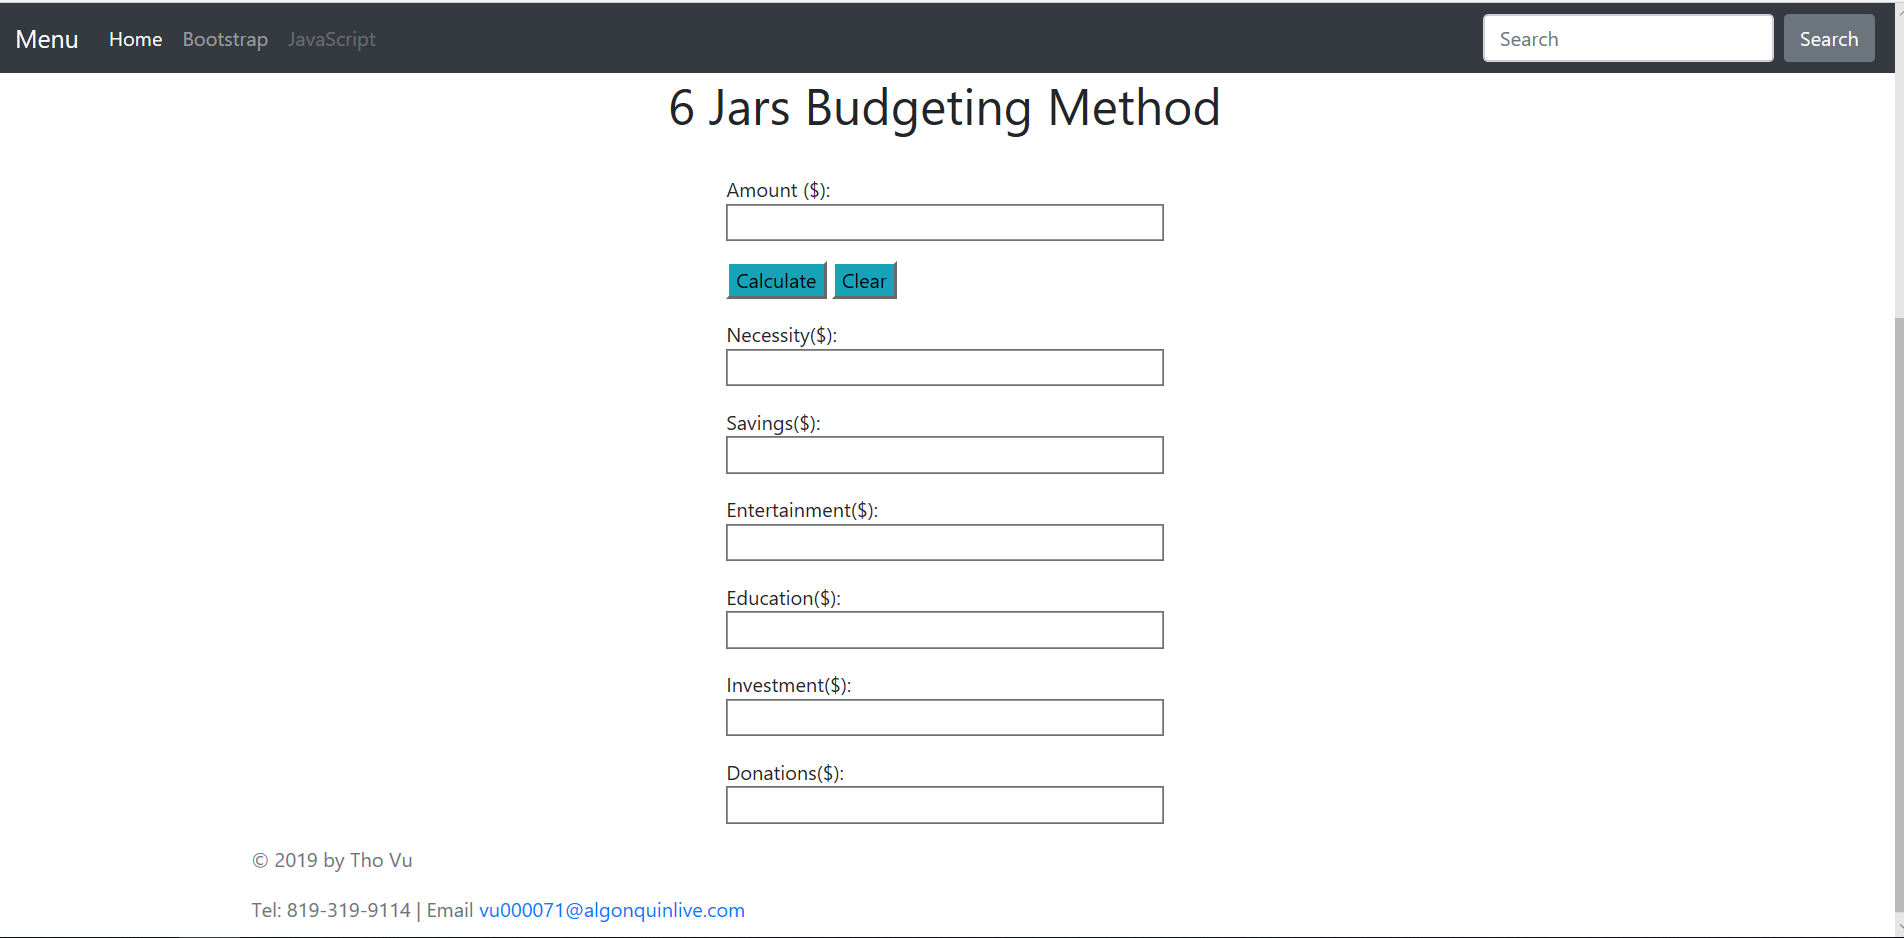 Menu Home Bootstrap JavaScript Search Search
6 Jars Budgeting Method
Amount ($):
Calculate Clear
Necessity($):
Savings($):
Entertainment($):
Education($):
Investment($):
Donations($):
© 2019 by Tho Vu
Tel: 819-319-9114 | Email vu000071@algonquinlive.com